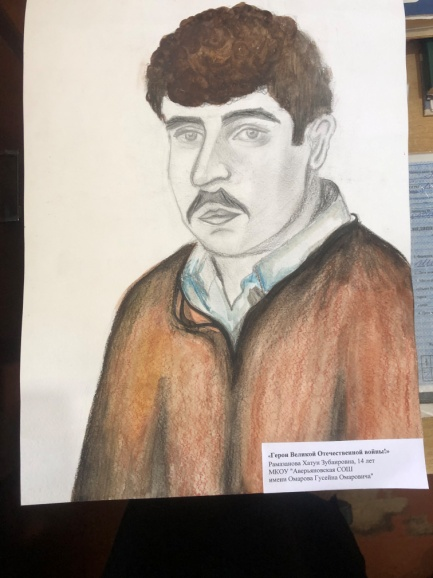 «Герои Великой Отечественной войны!»
Рамазанова Хатун Зубаировна, 14 лет
МКОУ "Аверьяновская СОШ
имени Омарова Гусейна Омаровича"